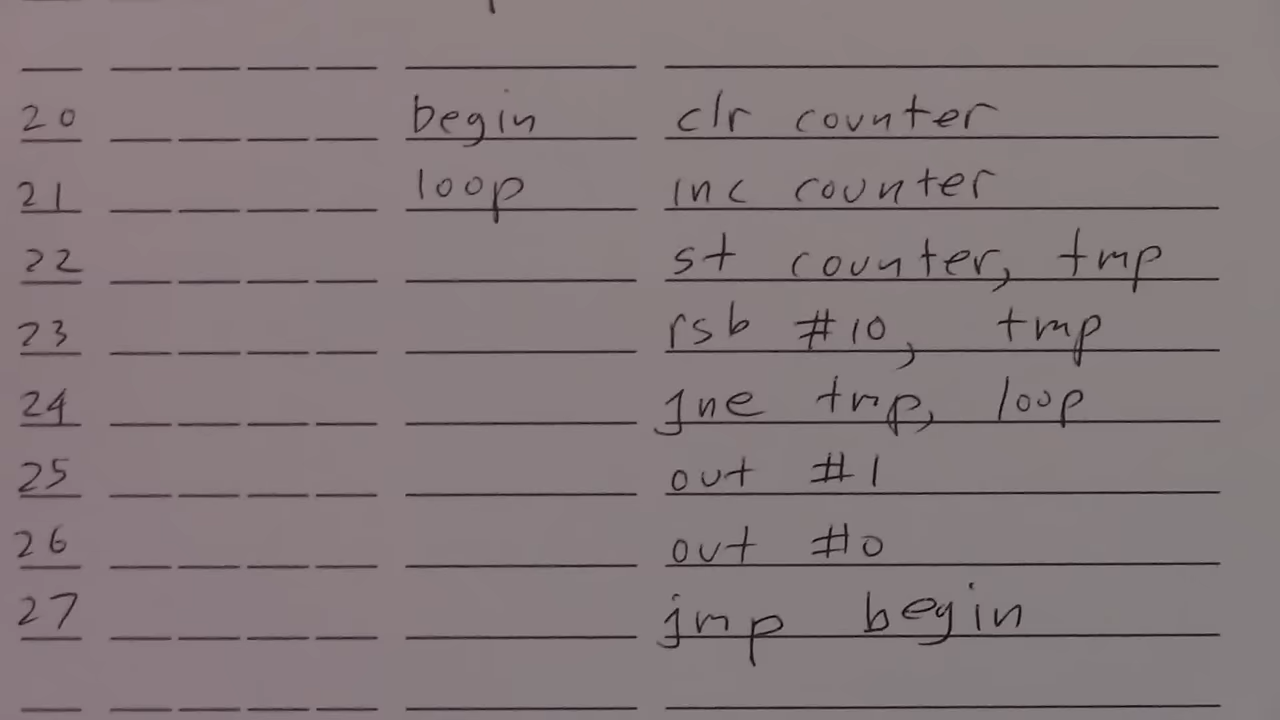 20 begin clr counter
21 loop inc counter
22 st counter, tmp
23 rsb #10, tmp
24 jne tmp, loop
25 out #1
26 out #0
27 jmp begin